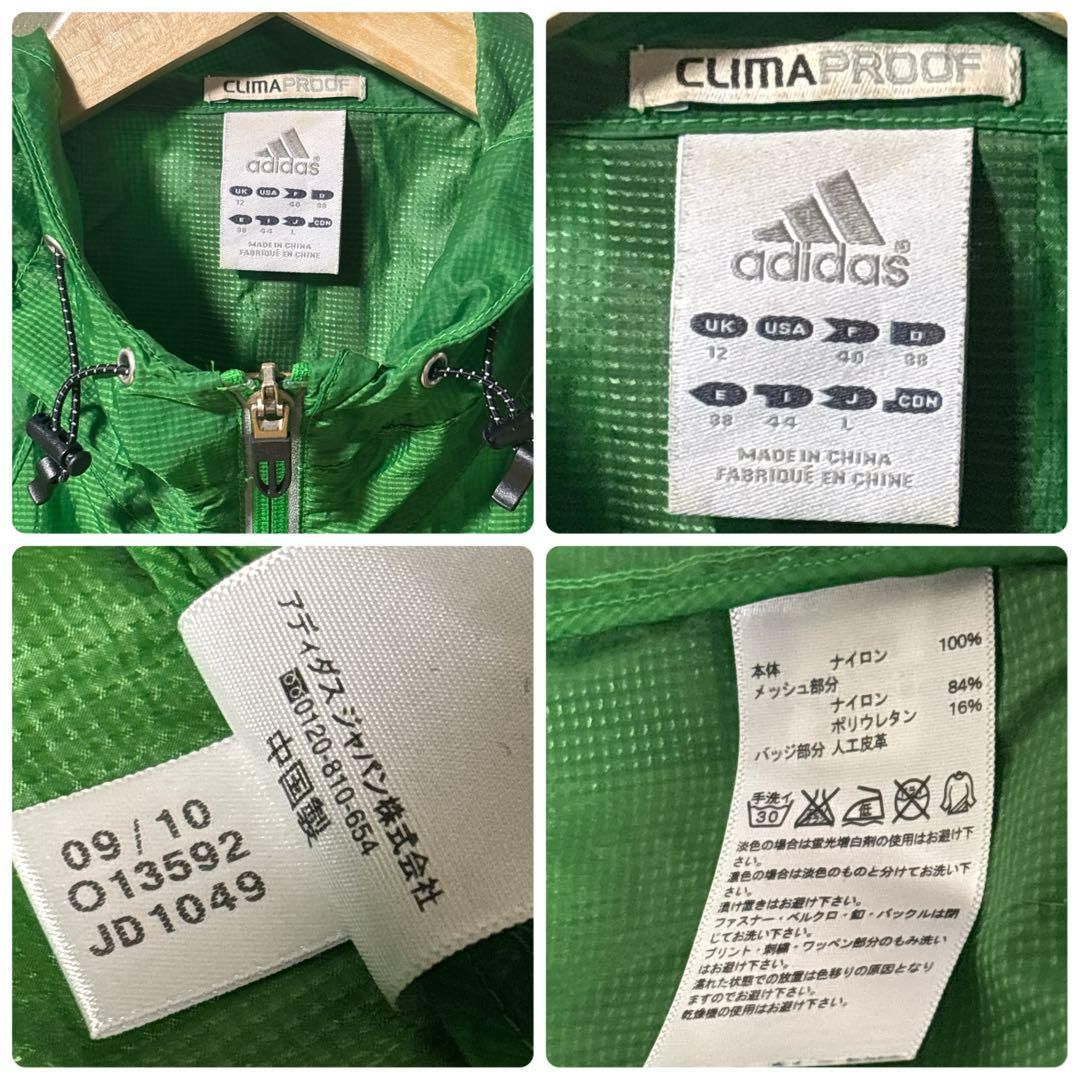 CLIMAPROOF
adidas
UK USA F D
12 40 38
E I J CDN
38 44 L
MADE IN CHINA
FABRIQUÉ EN CHINE
CLIMAPROOF
adidas®
UK USA F D
12 40 38
E I J CDN
38 44 L
MADE IN CHINA
FABRIQUÉ EN CHINE
アディダス ジャパン株式会社
0120-810-654
中国製
09/10
O13592
JD1049
本体 ナイロン 100%
メッシュ部分
ナイロン 84%
ポリウレタン 16%
バッジ部分 人工皮革
手洗イ
30
低
淡色の場合は蛍光増白剤の使用はお避け下
さい。
濃色の場合は淡色のものと分けてお洗い下
さい。
漬け置きはお避け下さい。
ファスナー・ベルクロ・釦・バックルは閉
じてお洗い下さい。
プリント・刺繍・ワッペン部分のもみ洗い
はお避け下さい。
濡れた状態での放置は色移りの原因となり
ますのでお避け下さい。
乾燥機の使用はお避け下さい。